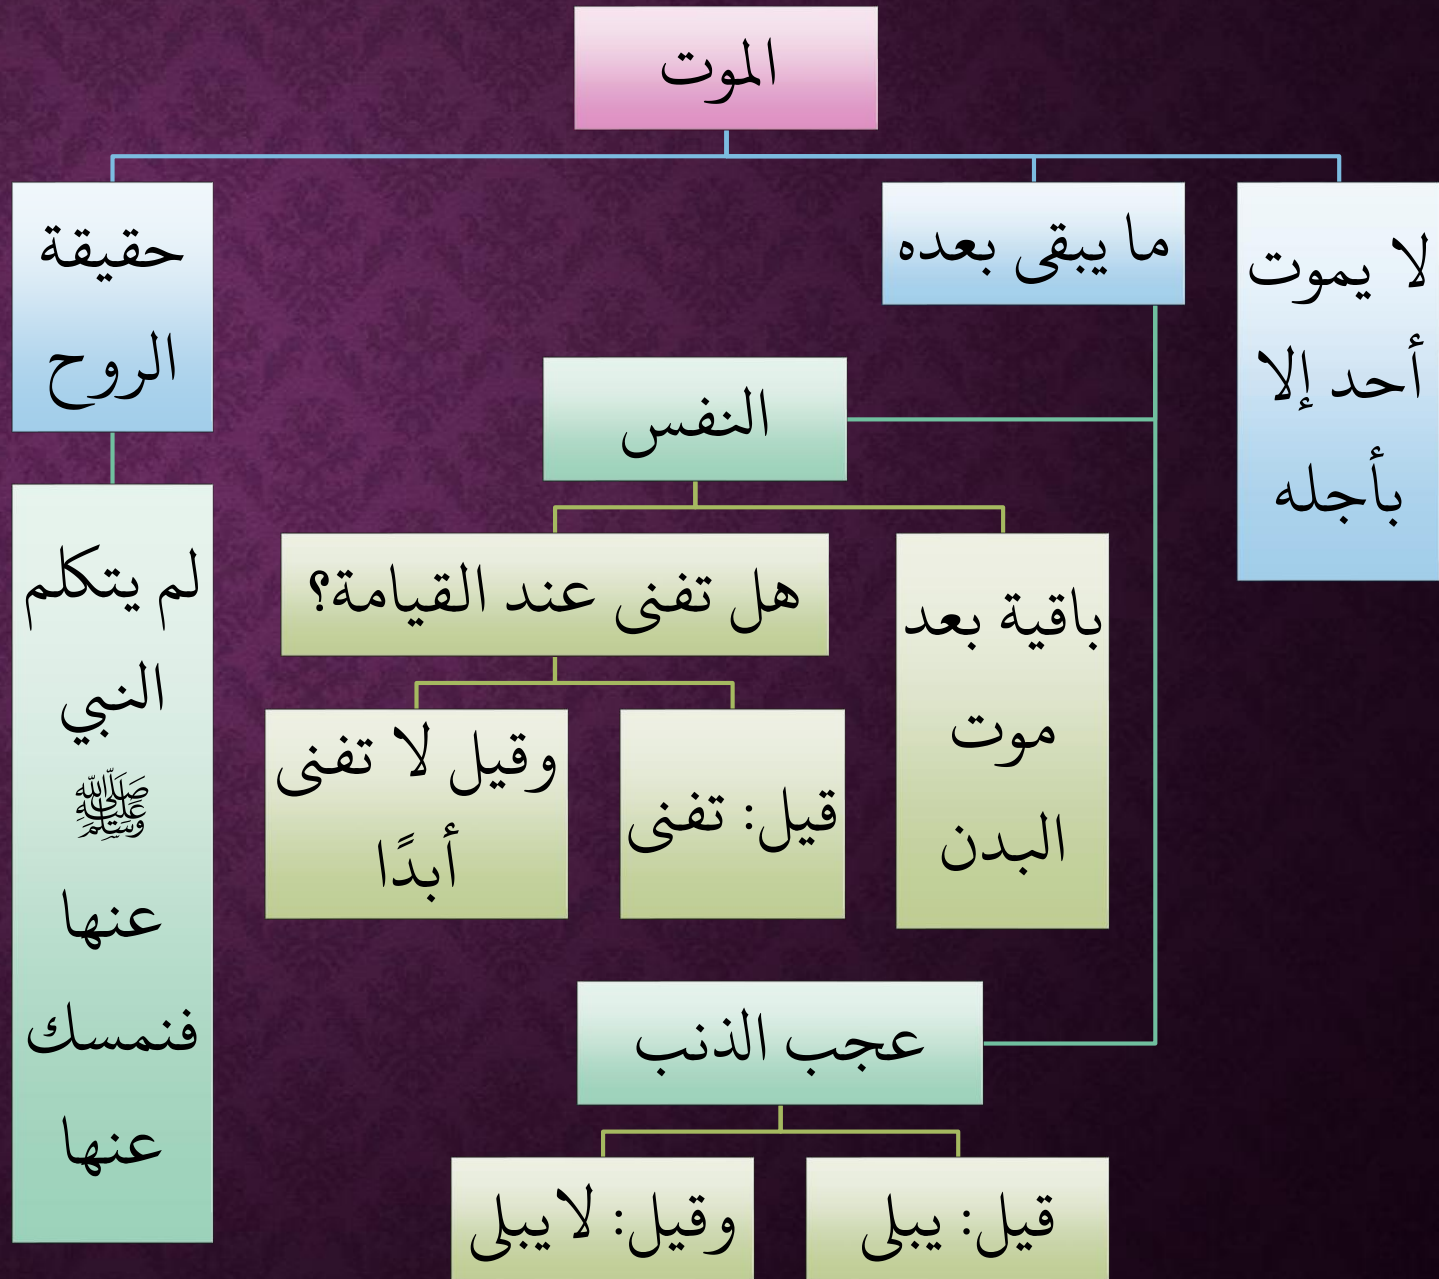 الموت
لا يموت
أحد إلا
بأجله
ما يبقى بعده
النفس
باقية بعد
موت
البدن
هل تفنى عند القيامة؟
قيل: تفنى
وقيل لا تفنى
أبدًا
عجب الذنب
قيل: يبلى
وقيل: لا يبلى
حقيقة
الروح
لم يتكلم
النبي
ﷺ
عنها
فنمسك
عنها